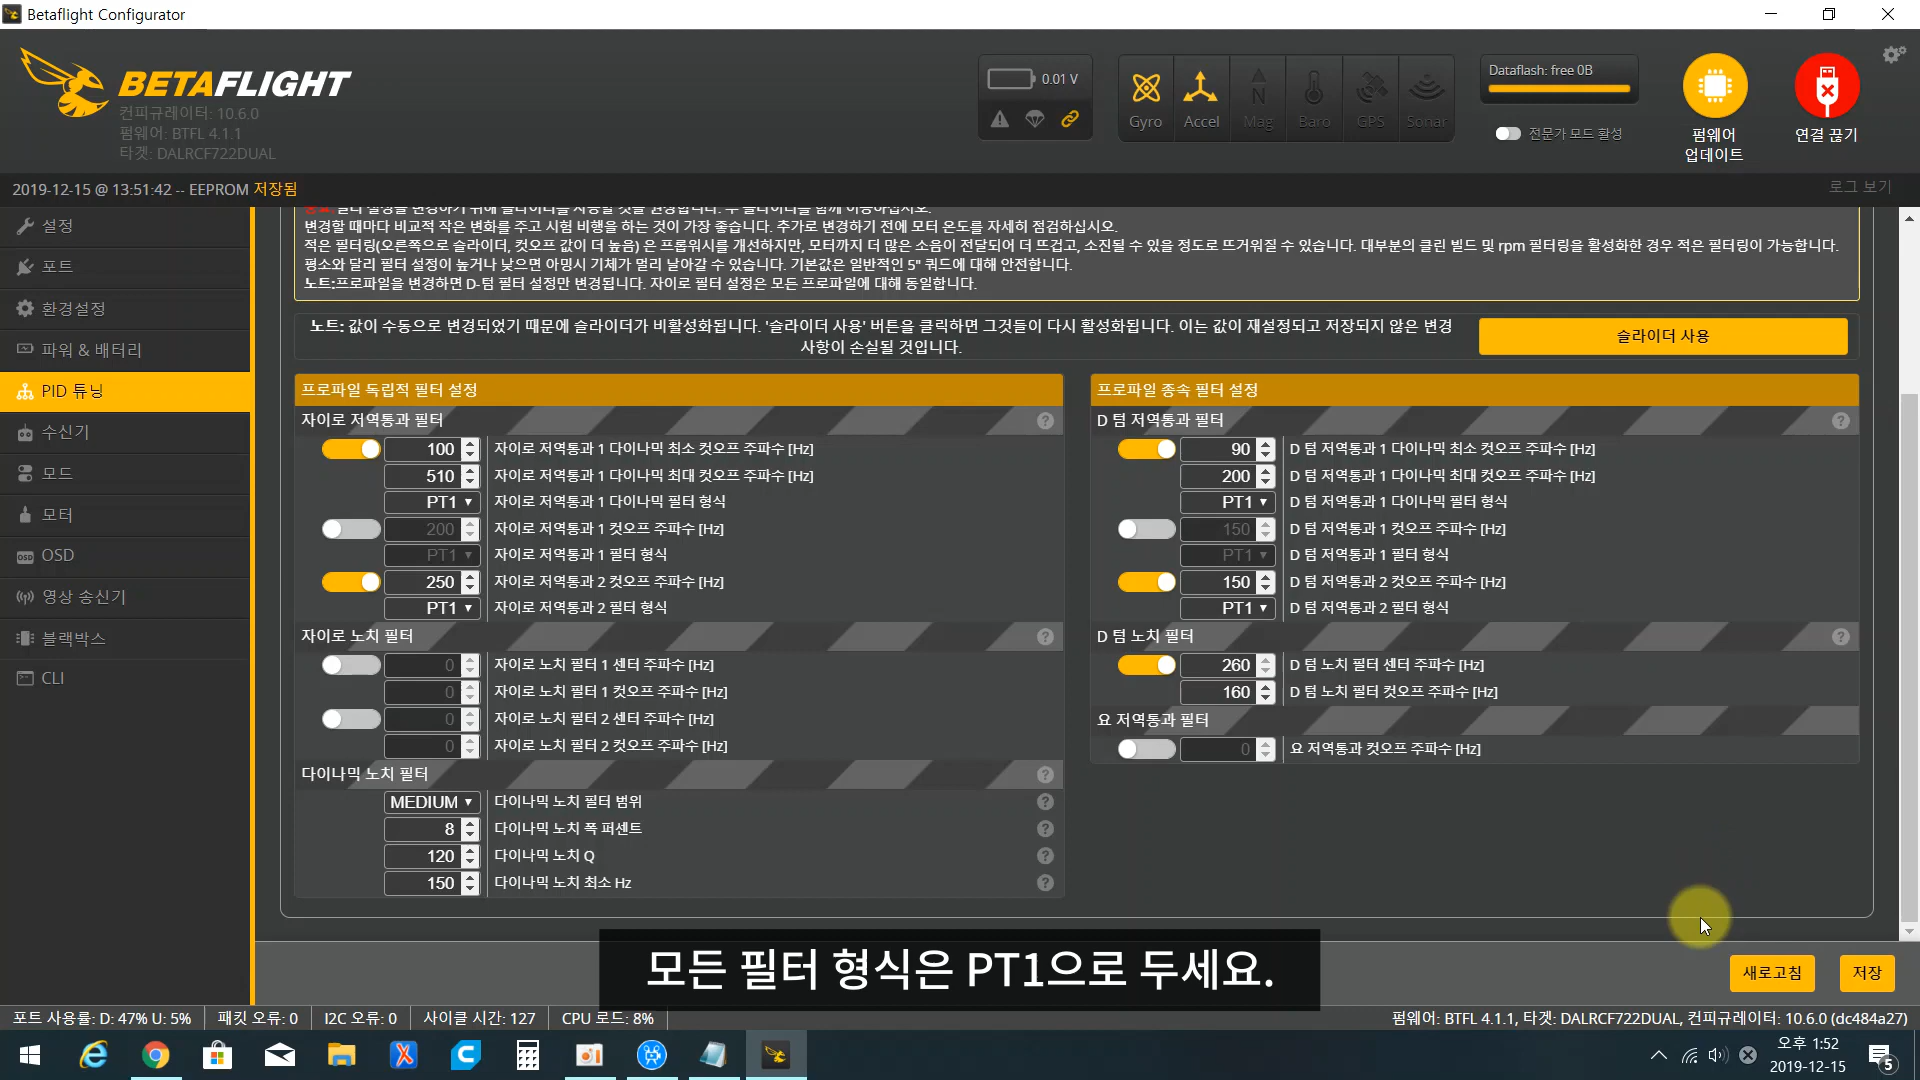 Betaflight Configurator
BETAFLIGHT
컨피규레이터: 10.6.0
펌웨어: BTFL 4.1.1
타겟: DALRCF722DUAL
0.01 V
Gyro
Accel
Mag
Baro
GPS
Sonar
Dataflash: free 0B
전문가 모드 활성
펌웨어
업데이트
연결 끊기
2019-12-15 @ 13:51:42 -- EEPROM 저장됨
로그 보기
설정
포트
환경설정
파워 & 배터리
PID 튜닝
수신기
모드
모터
OSD
영상 송신기
블랙박스
CLI
변경할 때마다 비교적 작은 변화를 주고 시험 비행을 하는 것이 가장 좋습니다. 추가로 변경하기 전에 모터 온도를 자세히 점검하십시오.
적은 필터링(오른쪽으로 슬라이더, 컷오프 값이 더 높음) 은 프롭워시를 개선하지만, 모터까지 더 많은 소음이 전달되어 더 뜨겁고, 소진될 수 있을 정도로 뜨거워질 수 있습니다. 대부분의 클린 빌드 및 rpm 필터링을 활성화한 경우 적은 필터링이 가능합니다.
평소와 달리 필터 설정이 높거나 낮으면 아밍시 기체가 멀리 날아갈 수 있습니다. 기본값은 일반적인 5" 쿼드에 대해 안전합니다.
노트:프로파일을 변경하면 D-텀 필터 설정만 변경됩니다. 자이로 필터 설정은 모든 프로파일에 대해 동일합니다.
노트: 값이 수동으로 변경되었기 때문에 슬라이더가 비활성화됩니다. '슬라이더 사용' 버튼을 클릭하면 그것들이 다시 활성화됩니다. 이는 값이 재설정되고 저장되지 않은 변경
사항이 손실될 것입니다.
슬라이더 사용
프로파일 독립적 필터 설정
자이로 저역통과 필터
100 자이로 저역통과 1 다이나믹 최소 컷오프 주파수 [Hz]
510 자이로 저역통과 1 다이나믹 최대 컷오프 주파수 [Hz]
PT1 자이로 저역통과 1 다이나믹 필터 형식
200 자이로 저역통과 1 컷오프 주파수 [Hz]
PT1 자이로 저역통과 1 필터 형식
250 자이로 저역통과 2 컷오프 주파수 [Hz]
PT1 자이로 저역통과 2 필터 형식
자이로 노치 필터
0 자이로 노치 필터 1 센터 주파수 [Hz]
0 자이로 노치 필터 1 컷오프 주파수 [Hz]
0 자이로 노치 필터 2 센터 주파수 [Hz]
0 자이로 노치 필터 2 컷오프 주파수 [Hz]
다이나믹 노치 필터
MEDIUM 다이나믹 노치 필터 범위
8 다이나믹 노치 폭 퍼센트
120 다이나믹 노치 Q
150 다이나믹 노치 최소 Hz
프로파일 종속 필터 설정
D 텀 저역통과 필터
90 D 텀 저역통과 1 다이나믹 최소 컷오프 주파수 [Hz]
200 D 텀 저역통과 1 다이나믹 최대 컷오프 주파수 [Hz]
PT1 D 텀 저역통과 1 다이나믹 필터 형식
150 D 텀 저역통과 1 컷오프 주파수 [Hz]
PT1 D 텀 저역통과 1 필터 형식
150 D 텀 저역통과 2 컷오프 주파수 [Hz]
PT1 D 텀 저역통과 2 필터 형식
D 텀 노치 필터
260 D 텀 노치 필터 센터 주파수 [Hz]
160 D 텀 노치 필터 컷오프 주파수 [Hz]
요 저역통과 필터
0 요 저역통과 컷오프 주파수 [Hz]
모든 필터 형식은 PT1으로 두세요.
새로고침
저장
포트 사용률: D: 47% U: 5%
패킷 오류: 0
I2C 오류: 0
사이클 시간: 127
CPU 로드: 8%
펌웨어: BTFL 4.1.1, 타겟: DALRCF722DUAL, 컨피규레이터: 10.6.0 (dc484a27)
오후 1:52
2019-12-15
5